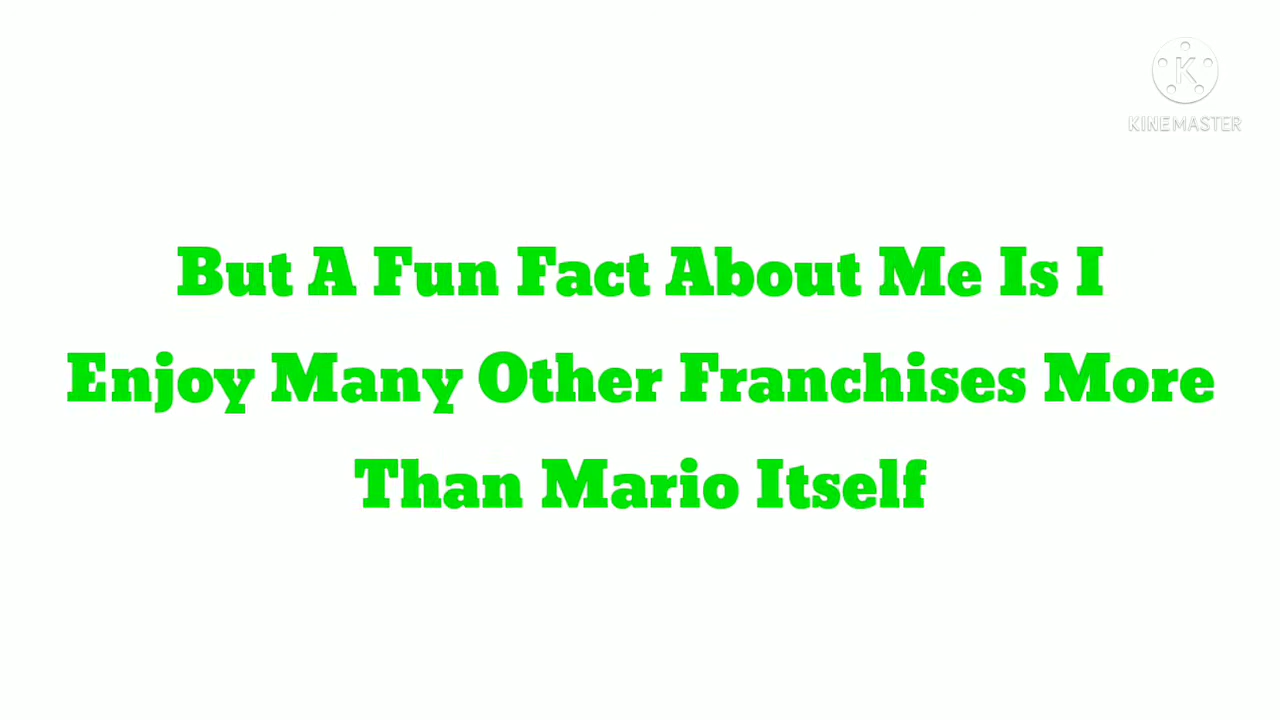 KINEMASTER
But A Fun Fact About Me Is I
Enjoy Many Other Franchises More
Than Mario Itself